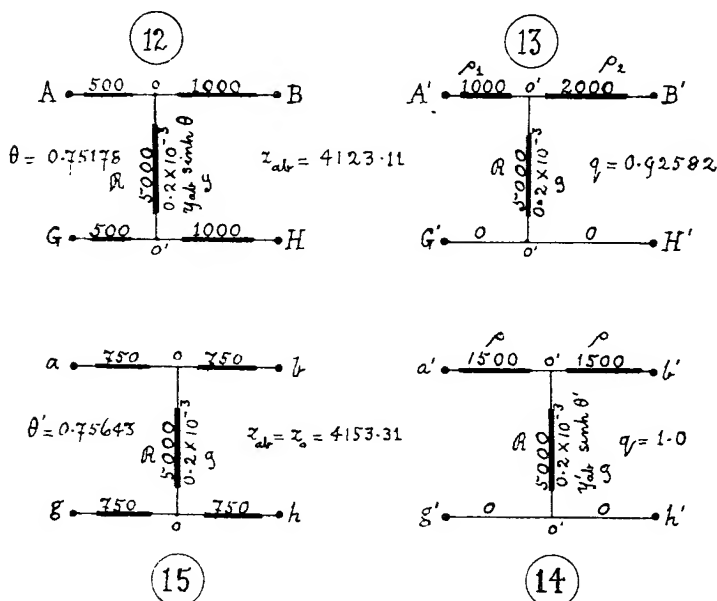 12
A 500 o 1000 B
θ = 0.75178
R 5000 0.2 × 10⁻³ g
y_ab sinh θ
z_ab = 4123.11
G 500 o' 1000 H
13
ρ₁ ρ₂
A' 1000 o' 2000 B'
R 5000 0.2 × 10⁻³ g
q = 0.92582
G' 0 o' 0 H'
a 750 o 750 b
θ' = 0.75643
R 5000 0.2 × 10⁻³ g
z_ab = z_o = 4153.31
g 750 o 750 h
15
ρ ρ
a' 1500 o' 1500 b'
R 5000 0.2 × 10⁻³ g
y'_ab sinh θ'
q = 1.0
g' 0 o' 0 h'
14